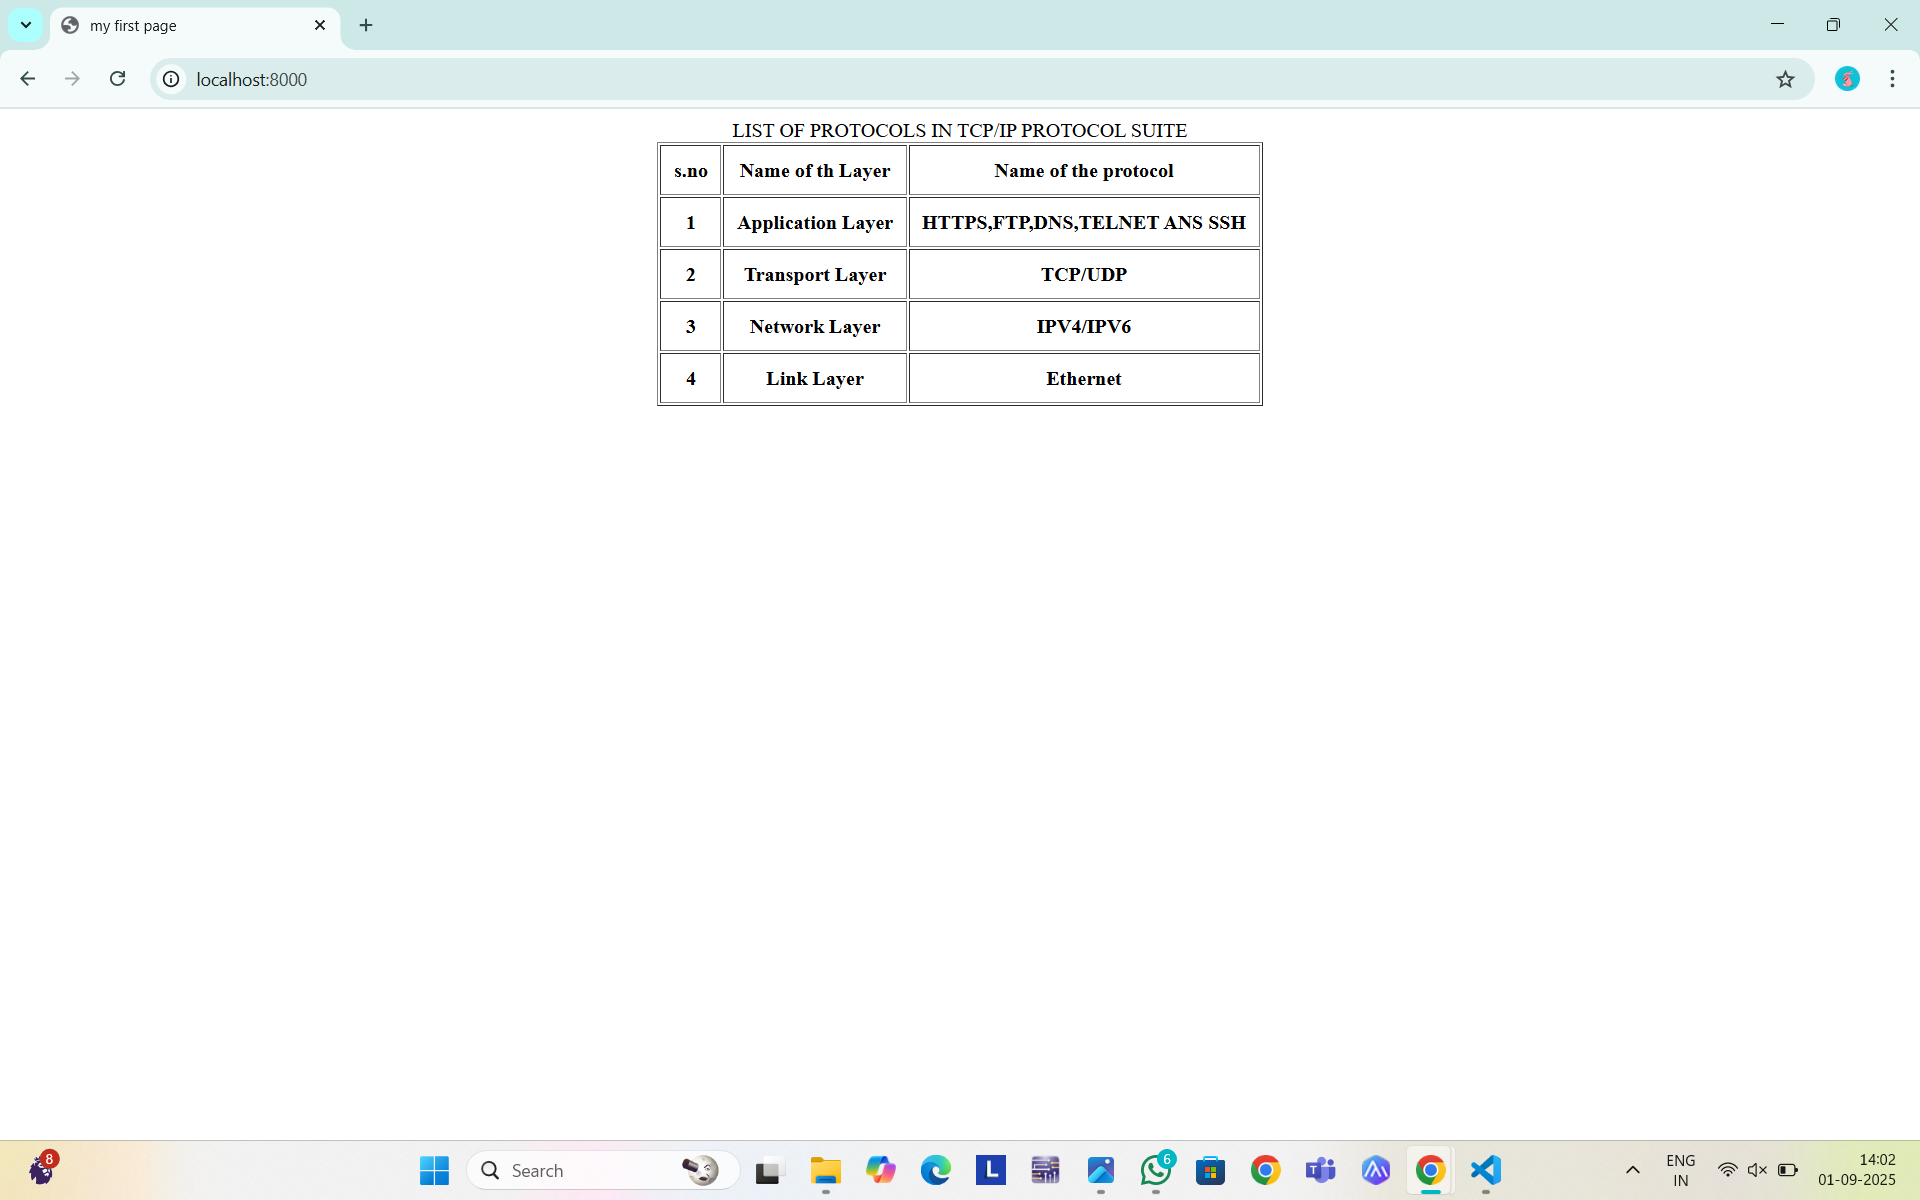 my first page
localhost:8000
LIST OF PROTOCOLS IN TCP/IP PROTOCOL SUITE
s.no Name of th Layer Name of the protocol
1 Application Layer HTTPS,FTP,DNS,TELNET ANS SSH
2 Transport Layer TCP/UDP
3 Network Layer IPV4/IPV6
4 Link Layer Ethernet
8
Search
L
6
T
ENG
IN
14:02
01-09-2025